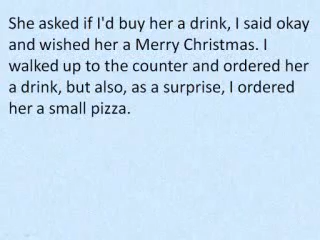 She asked if I'd buy her a drink, I said okay
and wished her a Merry Christmas. I
walked up to the counter and ordered her
a drink, but also, as a surprise, I ordered
her a small pizza.